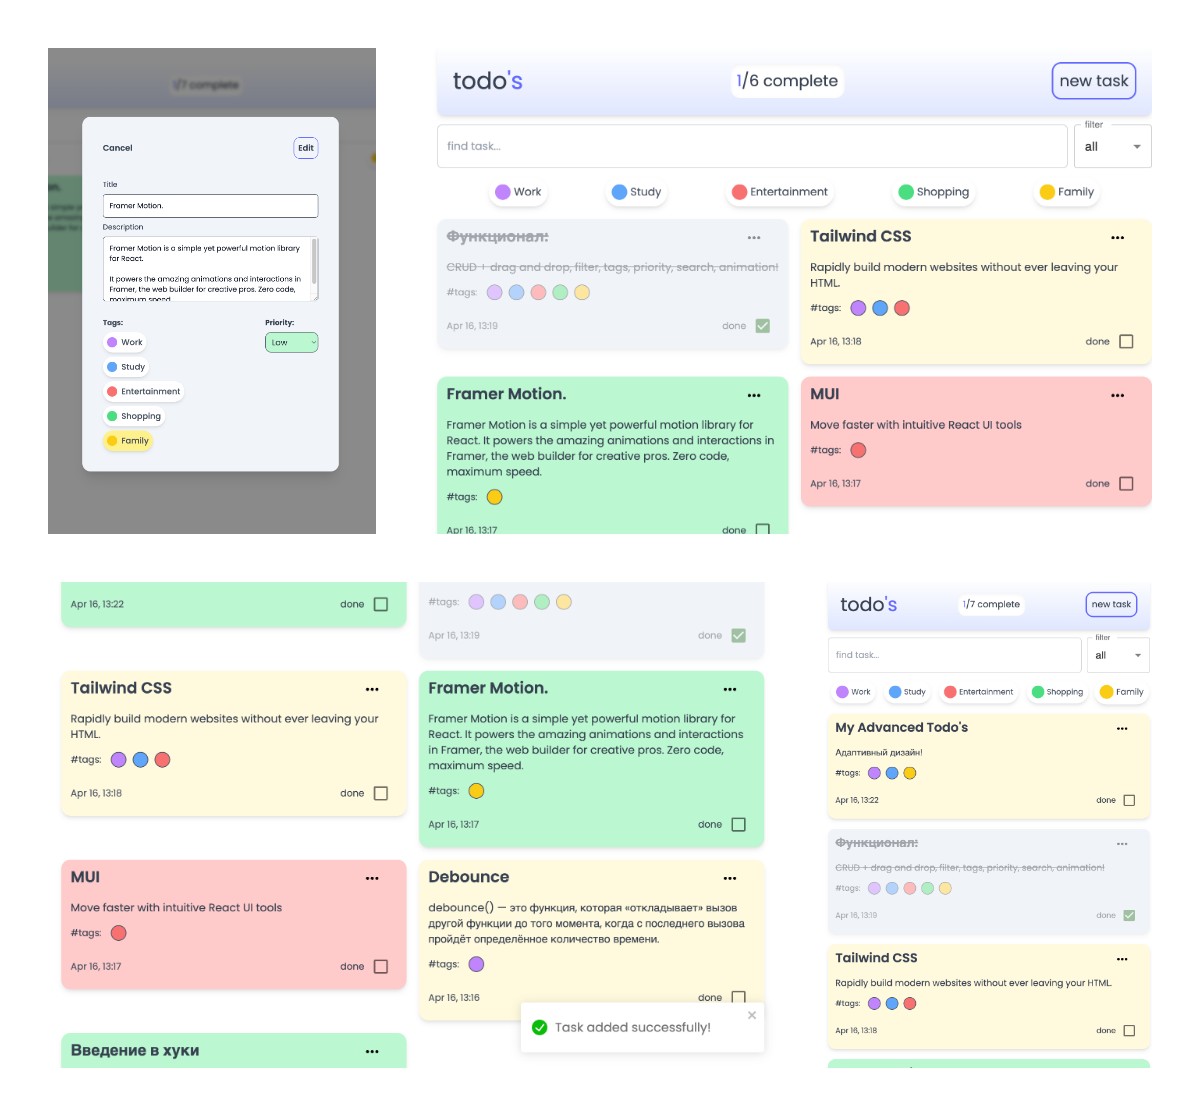 1/7 complete
Cancel
Edit
Title
Framer Motion.
Description
Framer Motion is a simple yet powerful motion library
for React.
It powers the amazing animations and interactions in
Framer, the web builder for creative pros. Zero code,
maximum speed.
Tags:
Priority:
Work
Low
Study
Entertainment
Shopping
Family
todo's
1/6 complete
new task
find task...
filter
all
Work
Study
Entertainment
Shopping
Family
Функционал:
CRUD + drag and drop, filter, tags, priority, search, animation!
#tags:
Apr 16, 13:19
done
Tailwind CSS
Rapidly build modern websites without ever leaving your
HTML.
#tags:
Apr 16, 13:18
done
Framer Motion.
Framer Motion is a simple yet powerful motion library for
React. It powers the amazing animations and interactions in
Framer, the web builder for creative pros. Zero code,
maximum speed.
#tags:
Apr 16, 13:17
done
MUI
Move faster with intuitive React UI tools
#tags:
Apr 16, 13:17
done
Apr 16, 13:22
done
#tags:
Apr 16, 13:19
done
Tailwind CSS
Rapidly build modern websites without ever leaving your
HTML.
#tags:
Apr 16, 13:18
done
Framer Motion.
Framer Motion is a simple yet powerful motion library for
React. It powers the amazing animations and interactions
in Framer, the web builder for creative pros. Zero code,
maximum speed.
#tags:
Apr 16, 13:17
done
MUI
Move faster with intuitive React UI tools
#tags:
Apr 16, 13:17
done
Debounce
debounce() — это функция, которая «откладывает» вызов
другой функции до того момента, когда с последнего вызова
пройдёт определённое количество времени.
#tags:
Apr 16, 13:16
done
Task added successfully!
Введение в хуки
todo's
1/7 complete
new task
find task...
filter
all
Work
Study
Entertainment
Shopping
Family
My Advanced Todo's
Адаптивный дизайн!
#tags:
Apr 16, 13:22
done
Функционал:
CRUD + drag and drop, filter, tags, priority, search, animation!
#tags:
Apr 16, 13:19
done
Tailwind CSS
Rapidly build modern websites without ever leaving your HTML.
#tags:
Apr 16, 13:18
done